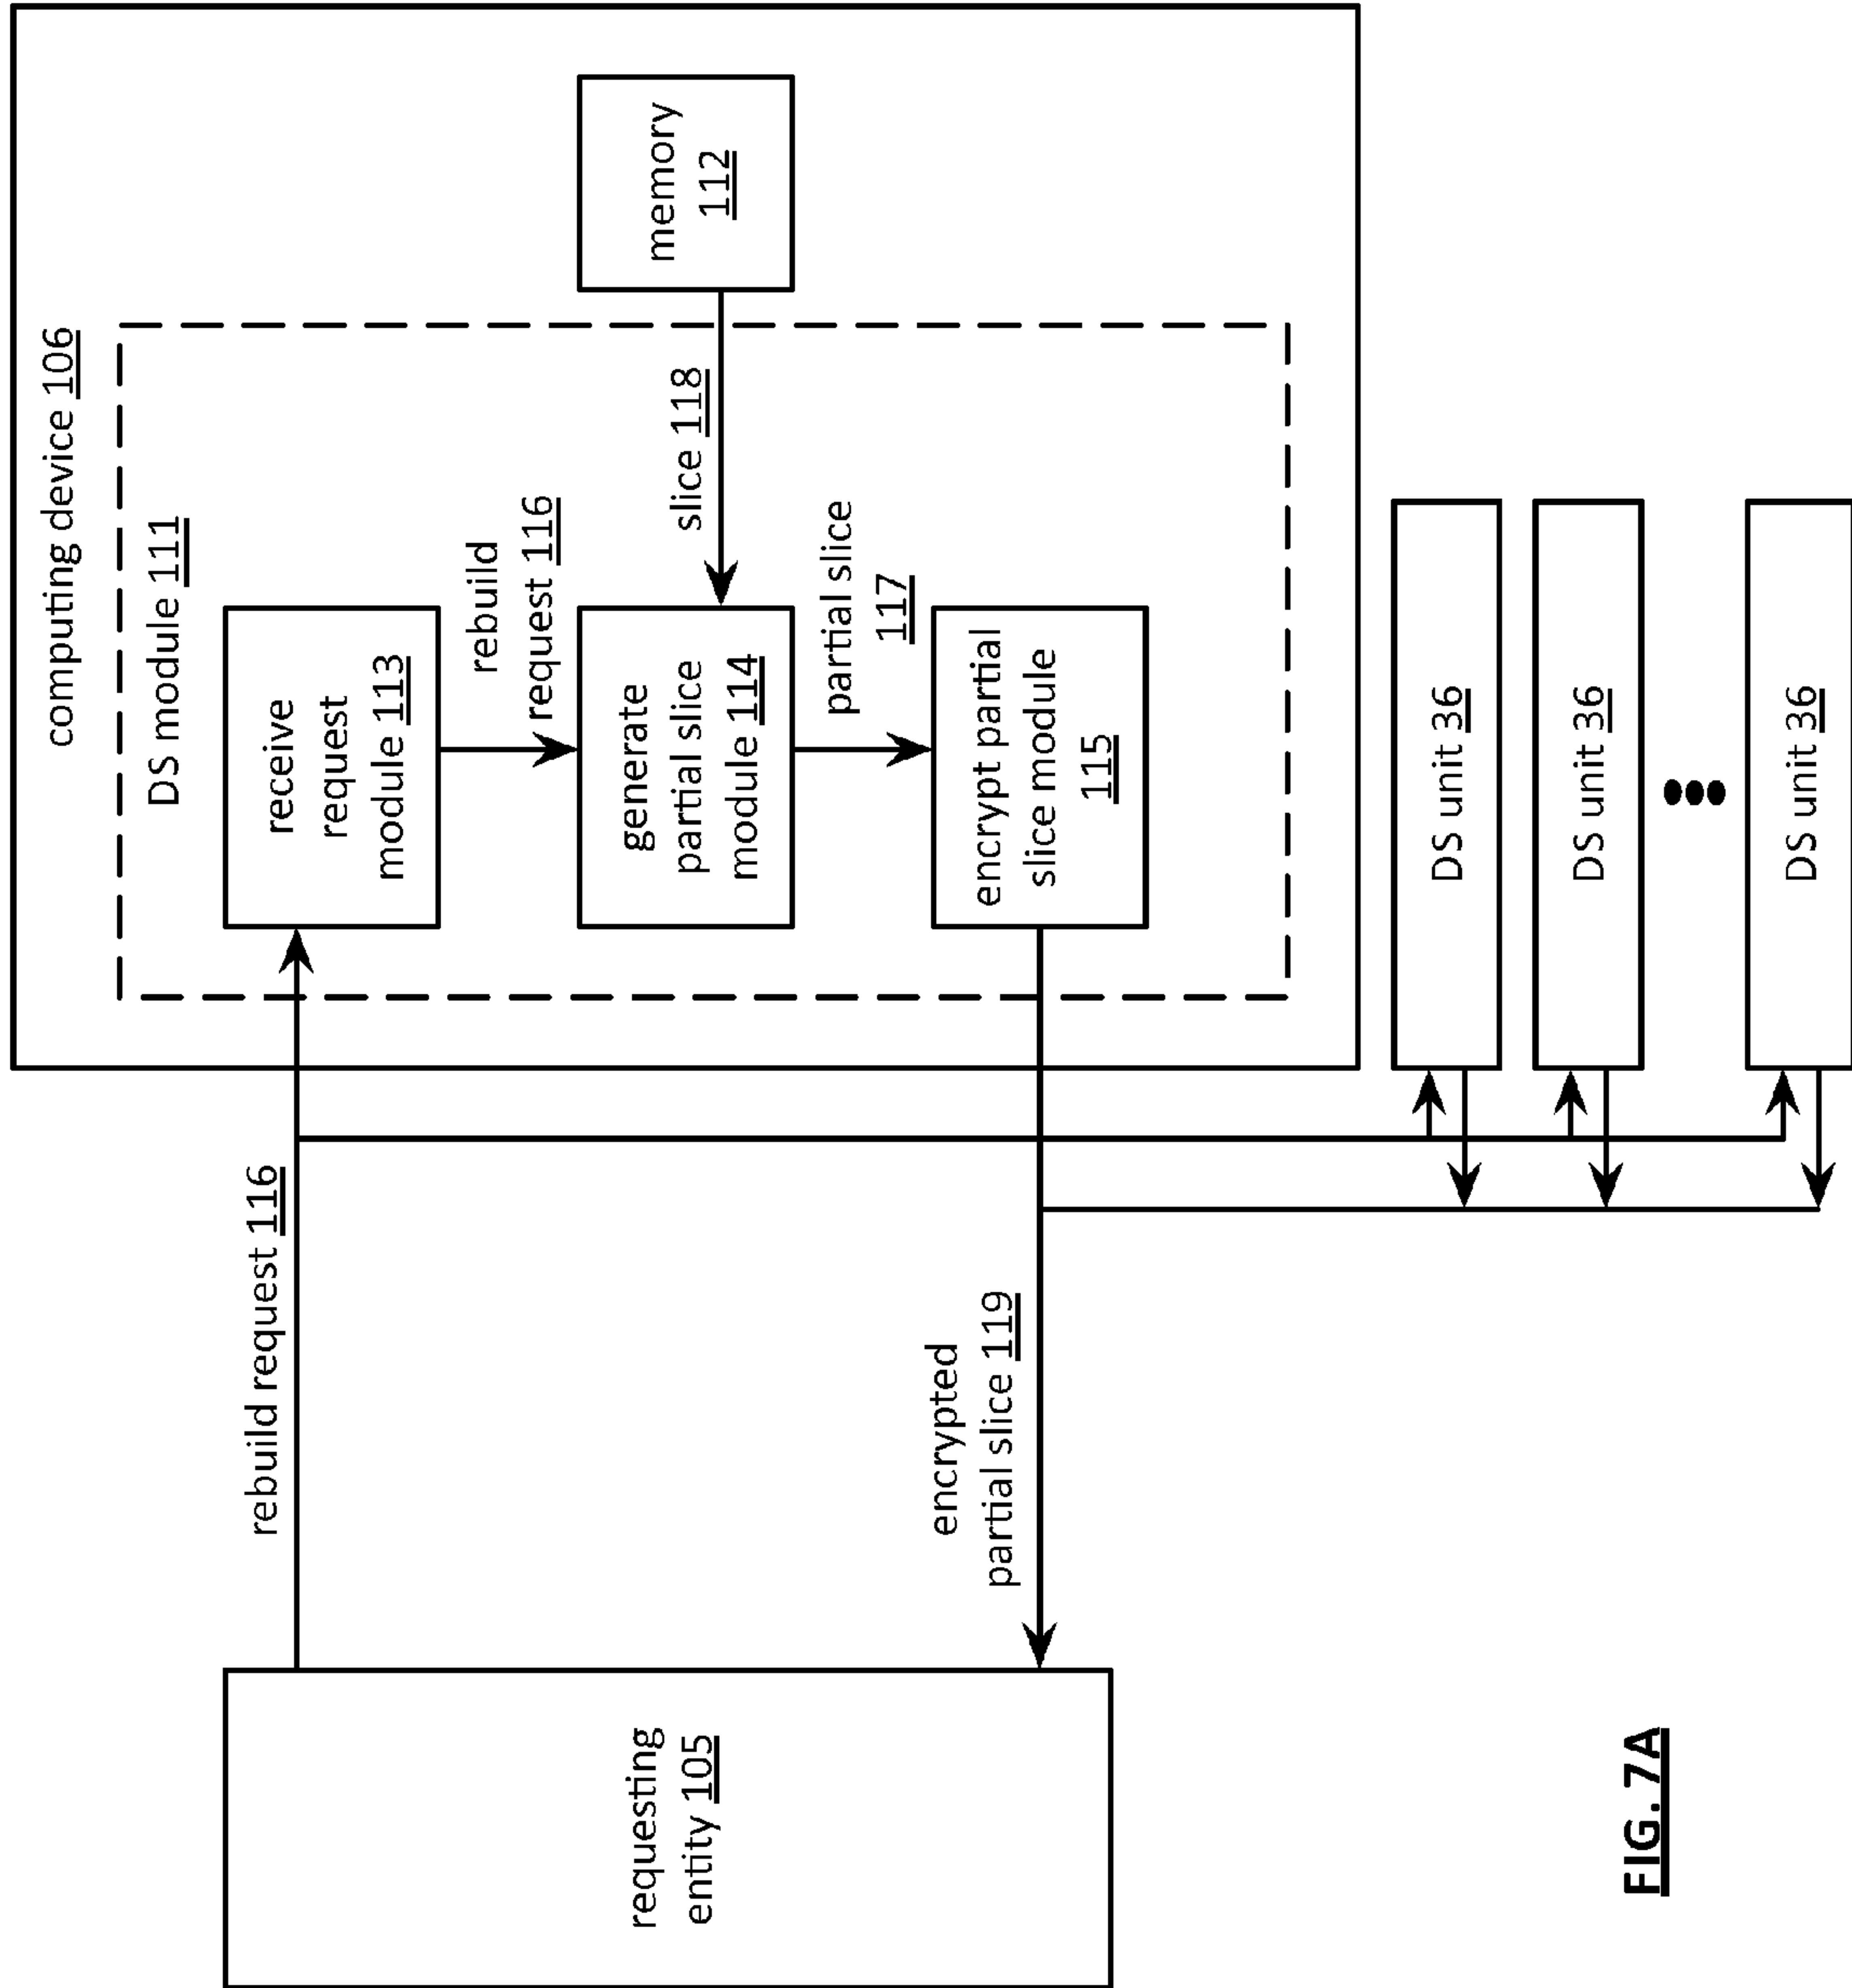 computing device 106
DS module 111
receive
request
module 113
rebuild
request 116
generate
partial slice
module 114
slice 118
memory
112
partial slice
117
encrypt partial
slice module
115
rebuild request 116
encrypted
partial slice 119
requesting
entity 105
DS unit 36
DS unit 36
DS unit 36
FIG. 7A